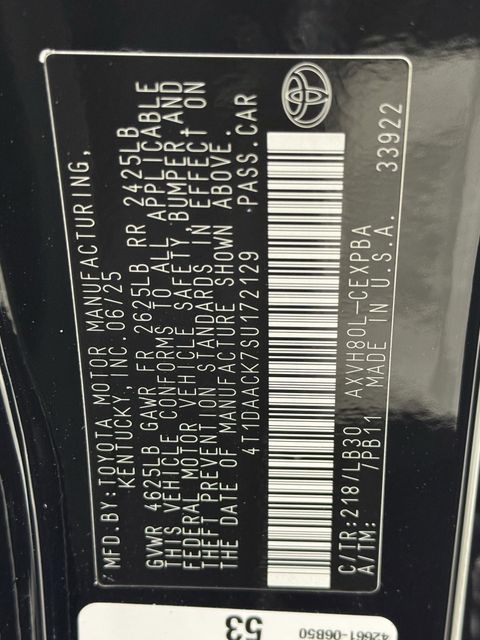 MFD. BY: TOYOTA MOTOR MANUFACTURING,
KENTUCKY, INC. 06/25
GVWR 4625LB GAWR FR 2625LB RR 2425LB
THIS VEHICLE CONFORMS TO ALL APPLICABLE
FEDERAL MOTOR VEHICLE SAFETY, BUMPER AND
THEFT PREVENTION STANDARDS IN EFFECT ON
THE DATE OF MANUFACTURE SHOWN ABOVE.
4T1DAACK7SU172129 PASS.CAR
C/TR: 218/LB30 AXVH80L-CEXPBA
A/TM: /PB11 MADE IN U.S.A. 33922
53
42661-06B50